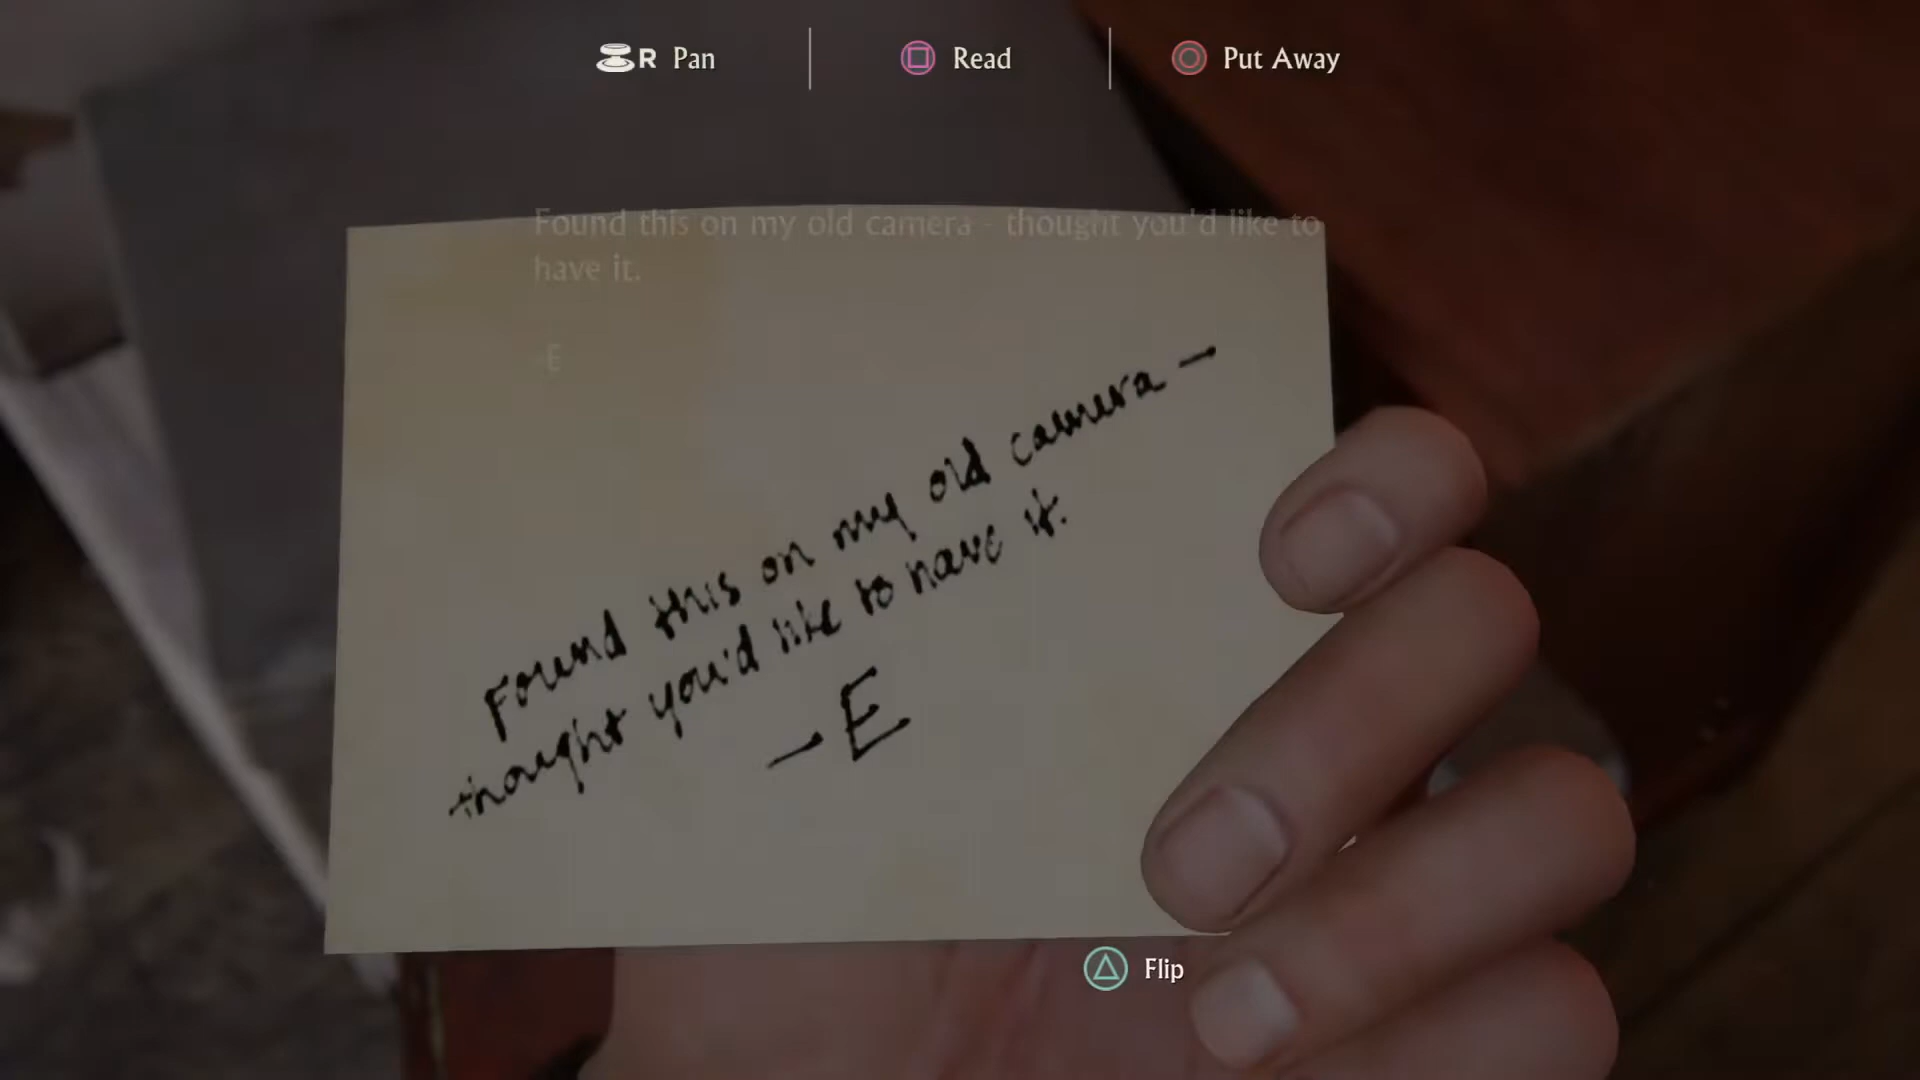 R Pan
Read
Put Away
Found this on my old camera - thought you'd like to
have it.
-E
Found this on my old camera –
thought you'd like to have it.
– E
Flip